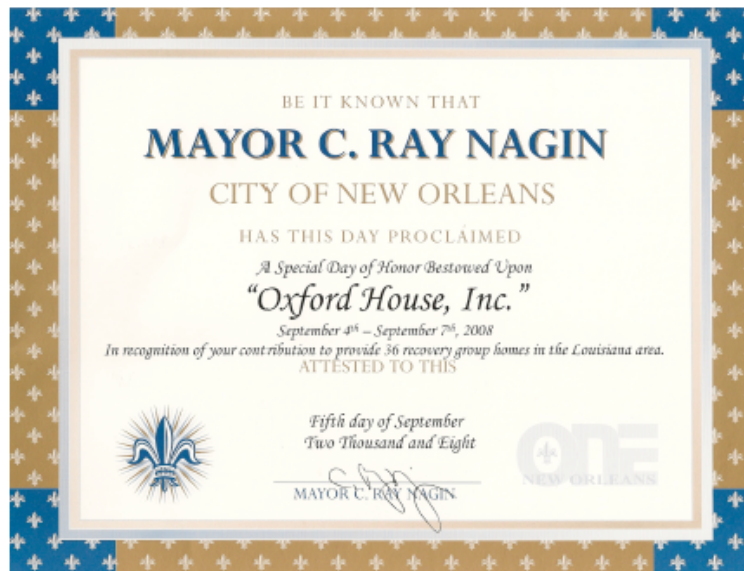 BE IT KNOWN THAT
MAYOR C. RAY NAGIN
CITY OF NEW ORLEANS
HAS THIS DAY PROCLAIMED
A Special Day of Honor Bestowed Upon
"Oxford House, Inc."
September 4th – September 7th, 2008
In recognition of your contribution to provide 36 recovery group homes in the Louisiana area.
ATTESTED TO THIS
Fifth day of September
Two Thousand and Eight
MAYOR C. RAY NAGIN
ONE
NEW ORLEANS